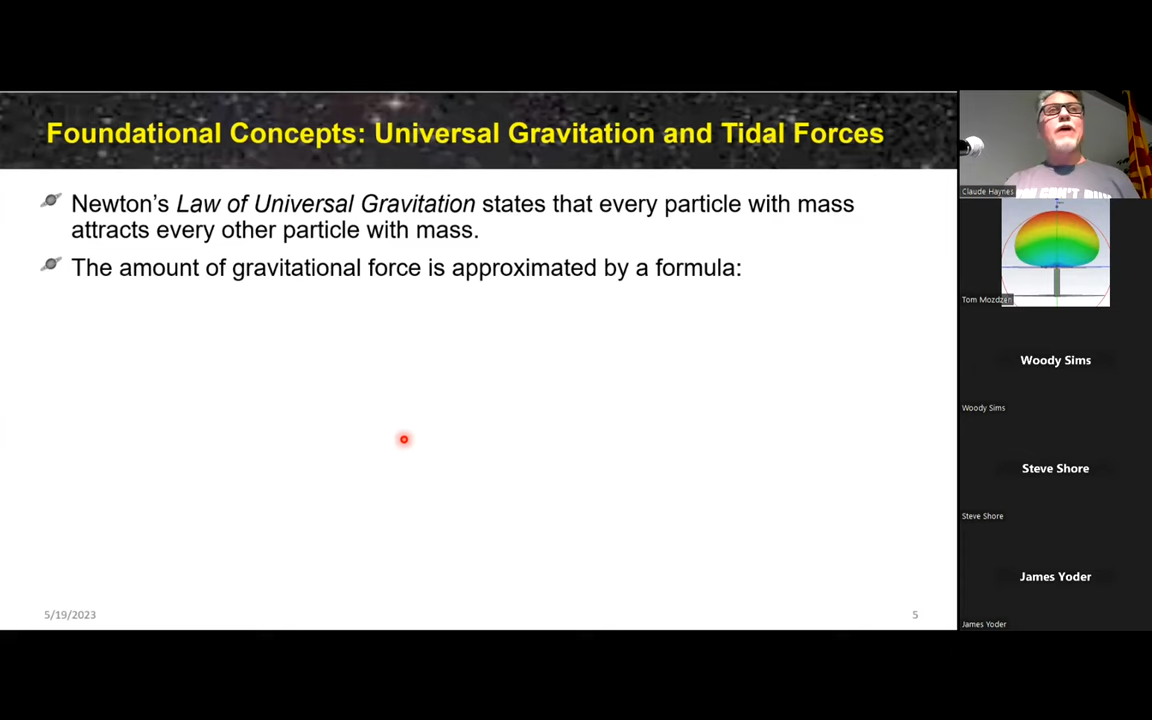 Foundational Concepts: Universal Gravitation and Tidal Forces
Newton's Law of Universal Gravitation states that every particle with mass
attracts every other particle with mass.
The amount of gravitational force is approximated by a formula:
5/19/2023
5
Claude Haynes
Tom Mozdzen
Woody Sims
Woody Sims
Steve Shore
Steve Shore
James Yoder
James Yoder